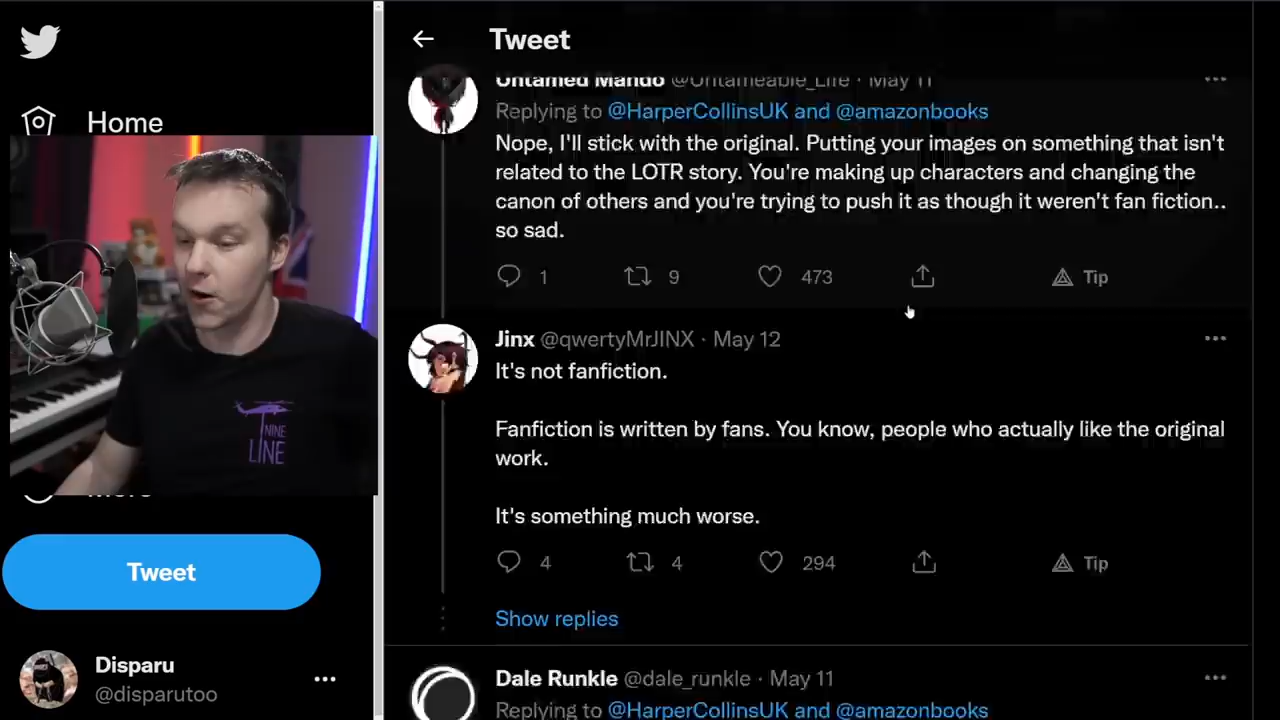 Tweet
Home
Untamed Mando @Untameable_Life · May 11
Replying to @HarperCollinsUK and @amazonbooks
Nope, I'll stick with the original. Putting your images on something that isn't
related to the LOTR story. You're making up characters and changing the
canon of others and you're trying to push it as though it weren't fan fiction..
so sad.
1 9 473 Tip
Jinx @qwertyMrJINX · May 12
It's not fanfiction.
Fanfiction is written by fans. You know, people who actually like the original
work.
It's something much worse.
4 4 294 Tip
Show replies
Dale Runkle @dale_runkle · May 11
Replying to @HarperCollinsUK and @amazonbooks
NINE
LINE
More
Tweet
Disparu
@disparutoo